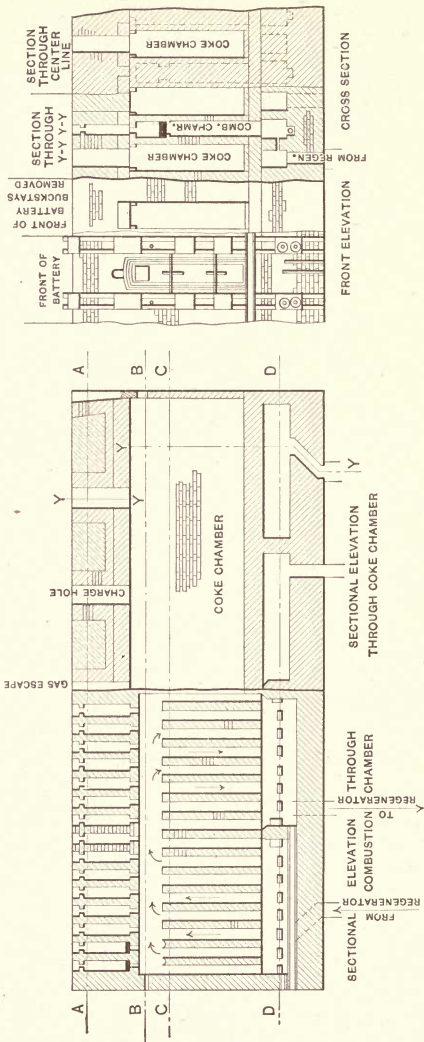 SECTION
THROUGH
CENTER
LINE
SECTION
THROUGH
Y-Y Y-Y
FRONT OF
BATTERY
BUCKSTAYS
REMOVED
FRONT OF
BATTERY
COKE CHAMBER
COMB. CHAMR.
COKE CHAMBER
FROM REGEN.
CROSS SECTION
FRONT ELEVATION
A
B
C
D
Y
Y
Y
Y
CHARGE HOLE
GAS ESCAPE
COKE CHAMBER
SECTIONAL ELEVATION
THROUGH COKE CHAMBER
A
B
C
D
SECTIONAL ELEVATION THROUGH
COMBUSTION CHAMBER
FROM
REGENERATOR
TO
REGENERATOR